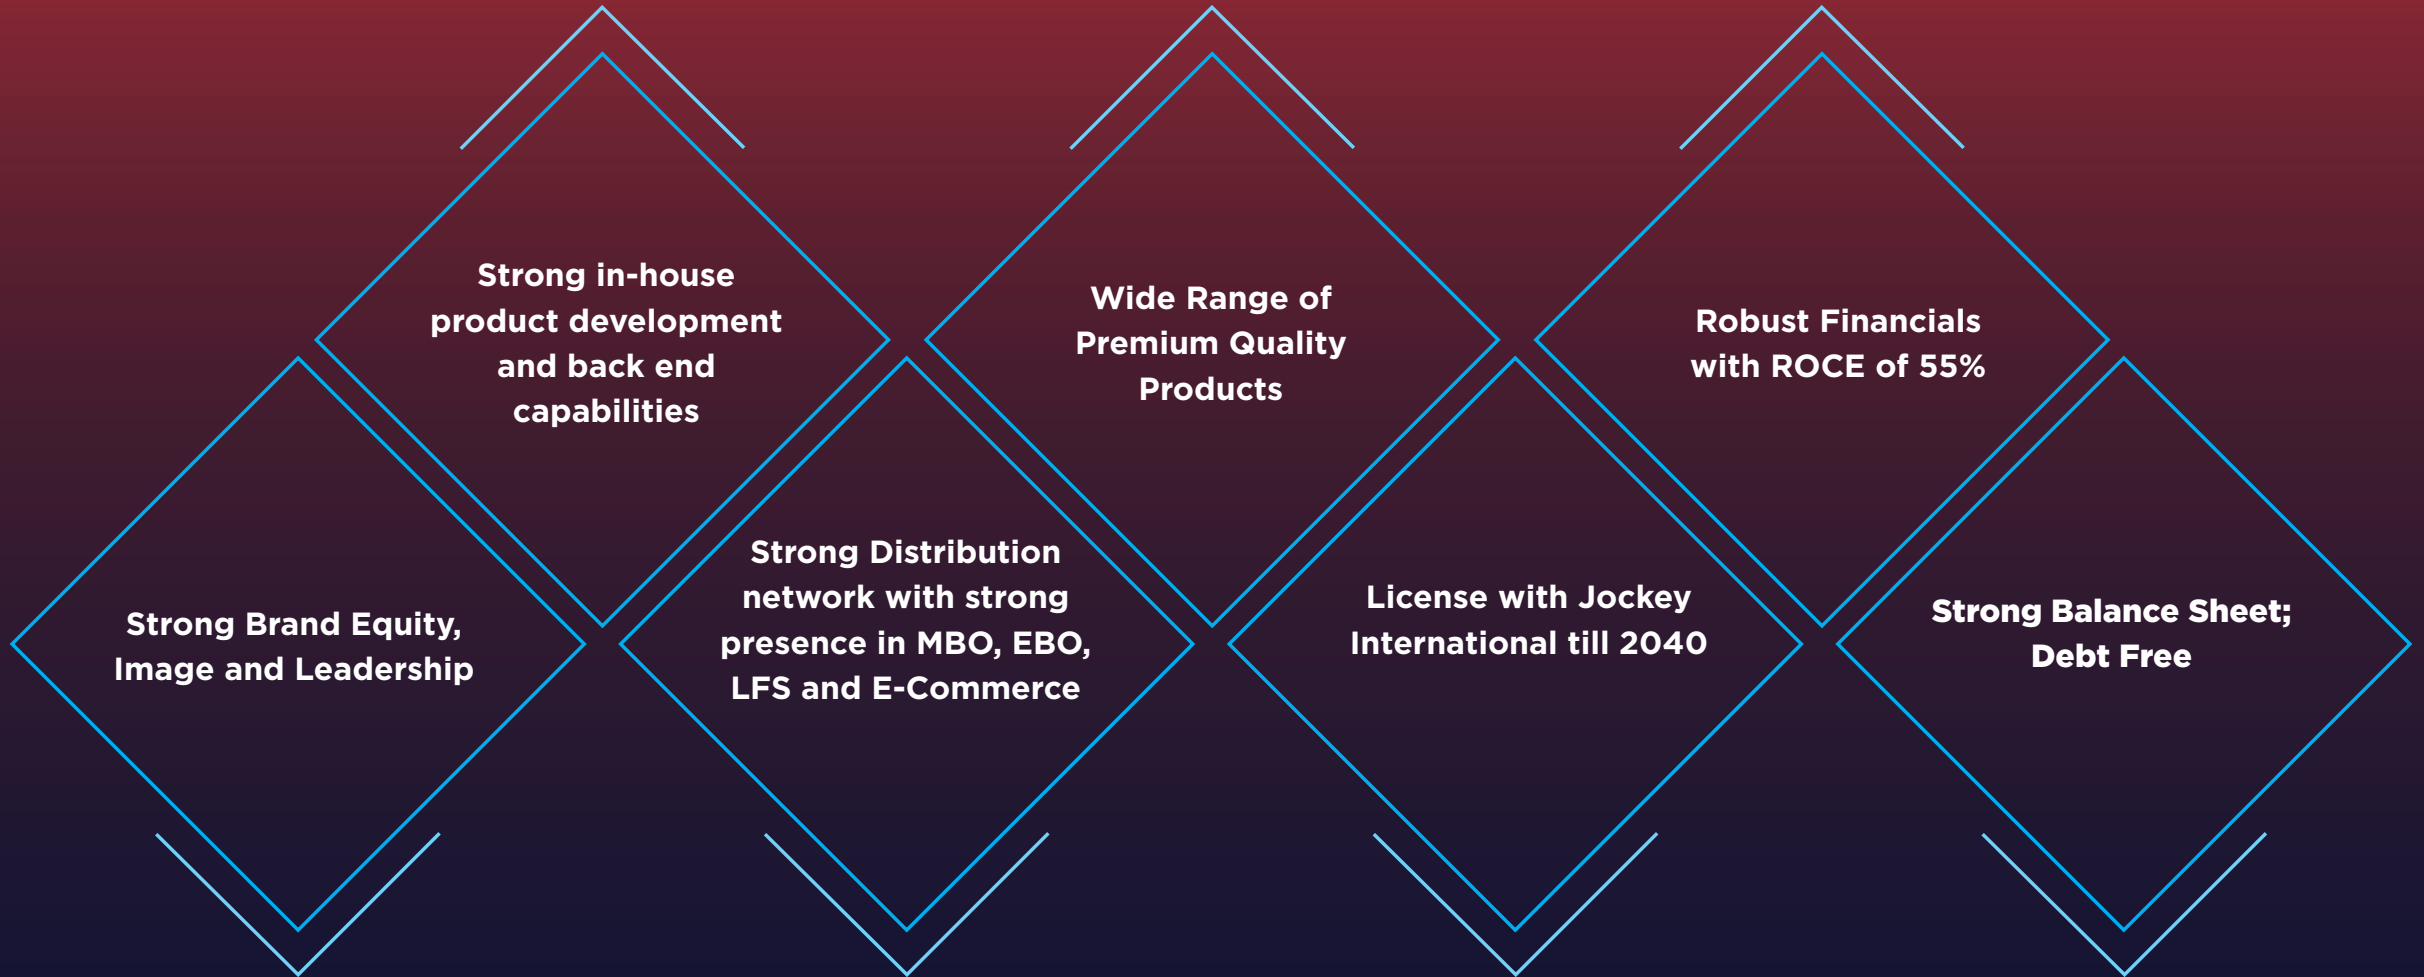 Strong in-house
product development
and back end
capabilities
Wide Range of
Premium Quality
Products
Robust Financials
with ROCE of 55%
Strong Brand Equity,
Image and Leadership
Strong Distribution
network with strong
presence in MBO, EBO,
LFS and E-Commerce
License with Jockey
International till 2040
Strong Balance Sheet;
Debt Free